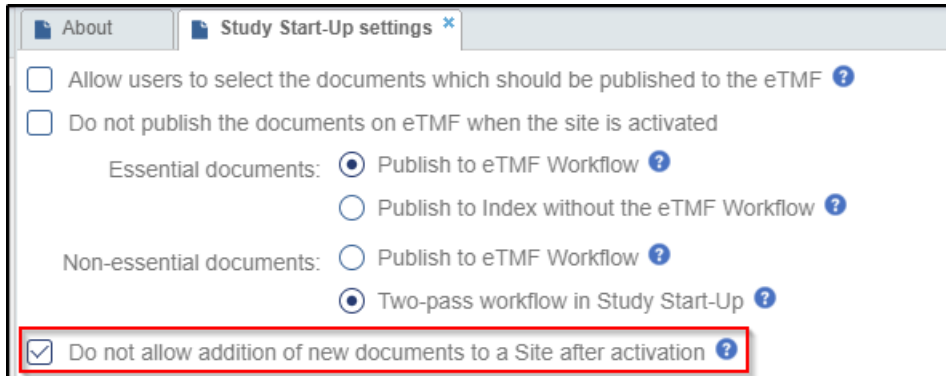 About
Study Start-Up settings
Allow users to select the documents which should be published to the eTMF
Do not publish the documents on eTMF when the site is activated
Essential documents: Publish to eTMF Workflow
Publish to Index without the eTMF Workflow
Non-essential documents: Publish to eTMF Workflow
Two-pass workflow in Study Start-Up
Do not allow addition of new documents to a Site after activation